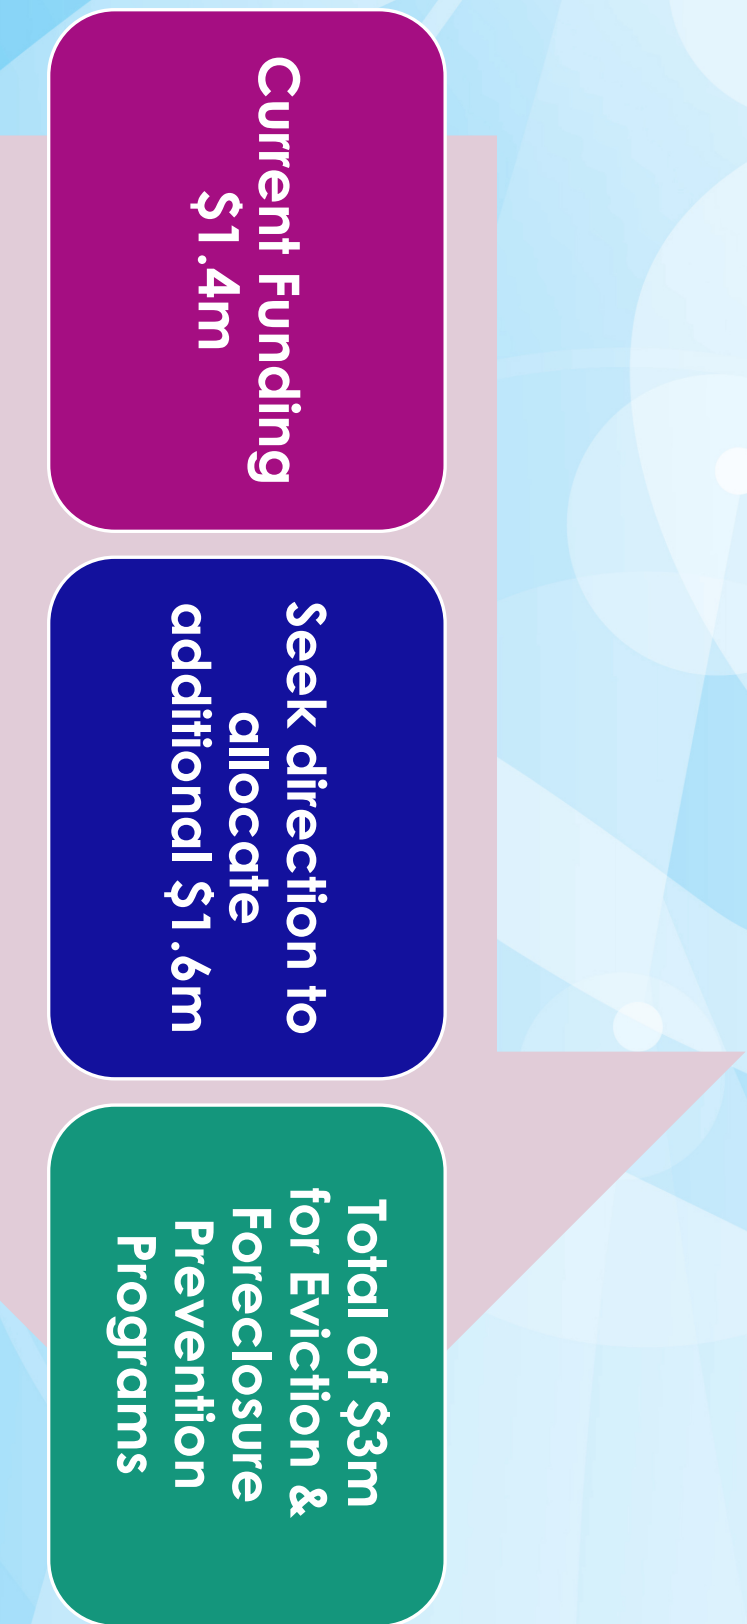 Current Funding
$1.4m
Seek direction to
allocate
additional $1.6m
Total of $3m
for Eviction &
Foreclosure
Prevention
Programs